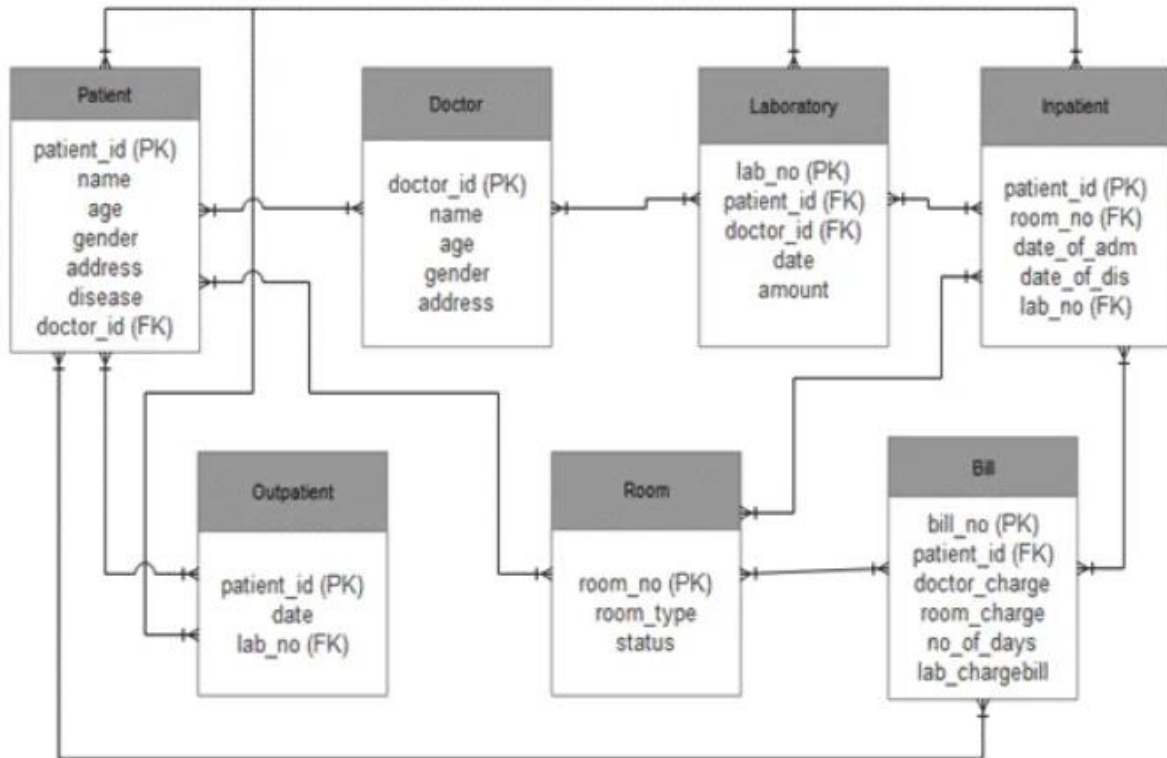 Patient
patient_id (PK)
name
age
gender
address
disease
doctor_id (FK)
Doctor
doctor_id (PK)
name
age
gender
address
Laboratory
lab_no (PK)
patient_id (FK)
doctor_id (FK)
date
amount
Inpatient
patient_id (PK)
room_no (FK)
date_of_adm
date_of_dis
lab_no (FK)
Outpatient
patient_id (PK)
date
lab_no (FK)
Room
room_no (PK)
room_type
status
Bill
bill_no (PK)
patient_id (FK)
doctor_charge
room_charge
no_of_days
lab_chargebill